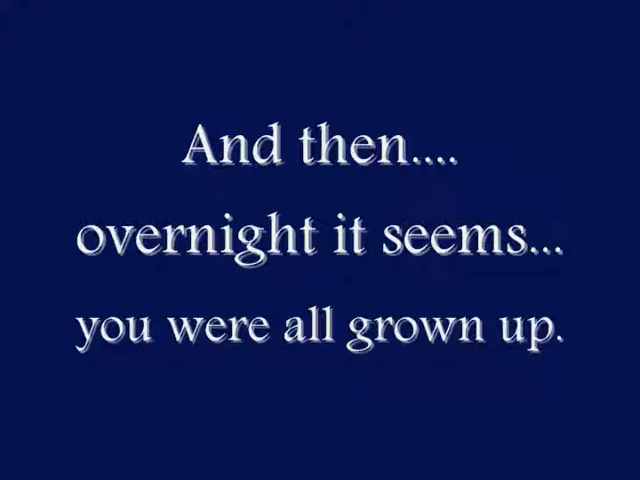 And then....
overnight it seems...
you were all grown up.